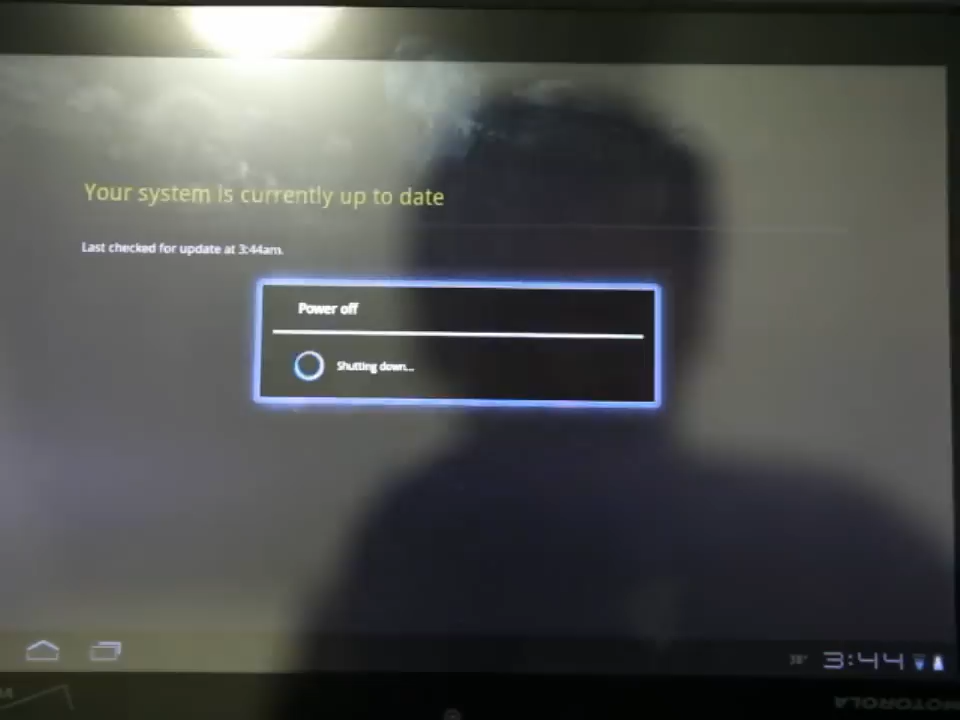 Your system is currently up to date
Last checked for update at 3:44am.
Power off
Shutting down...
3:44
MOTOROLA